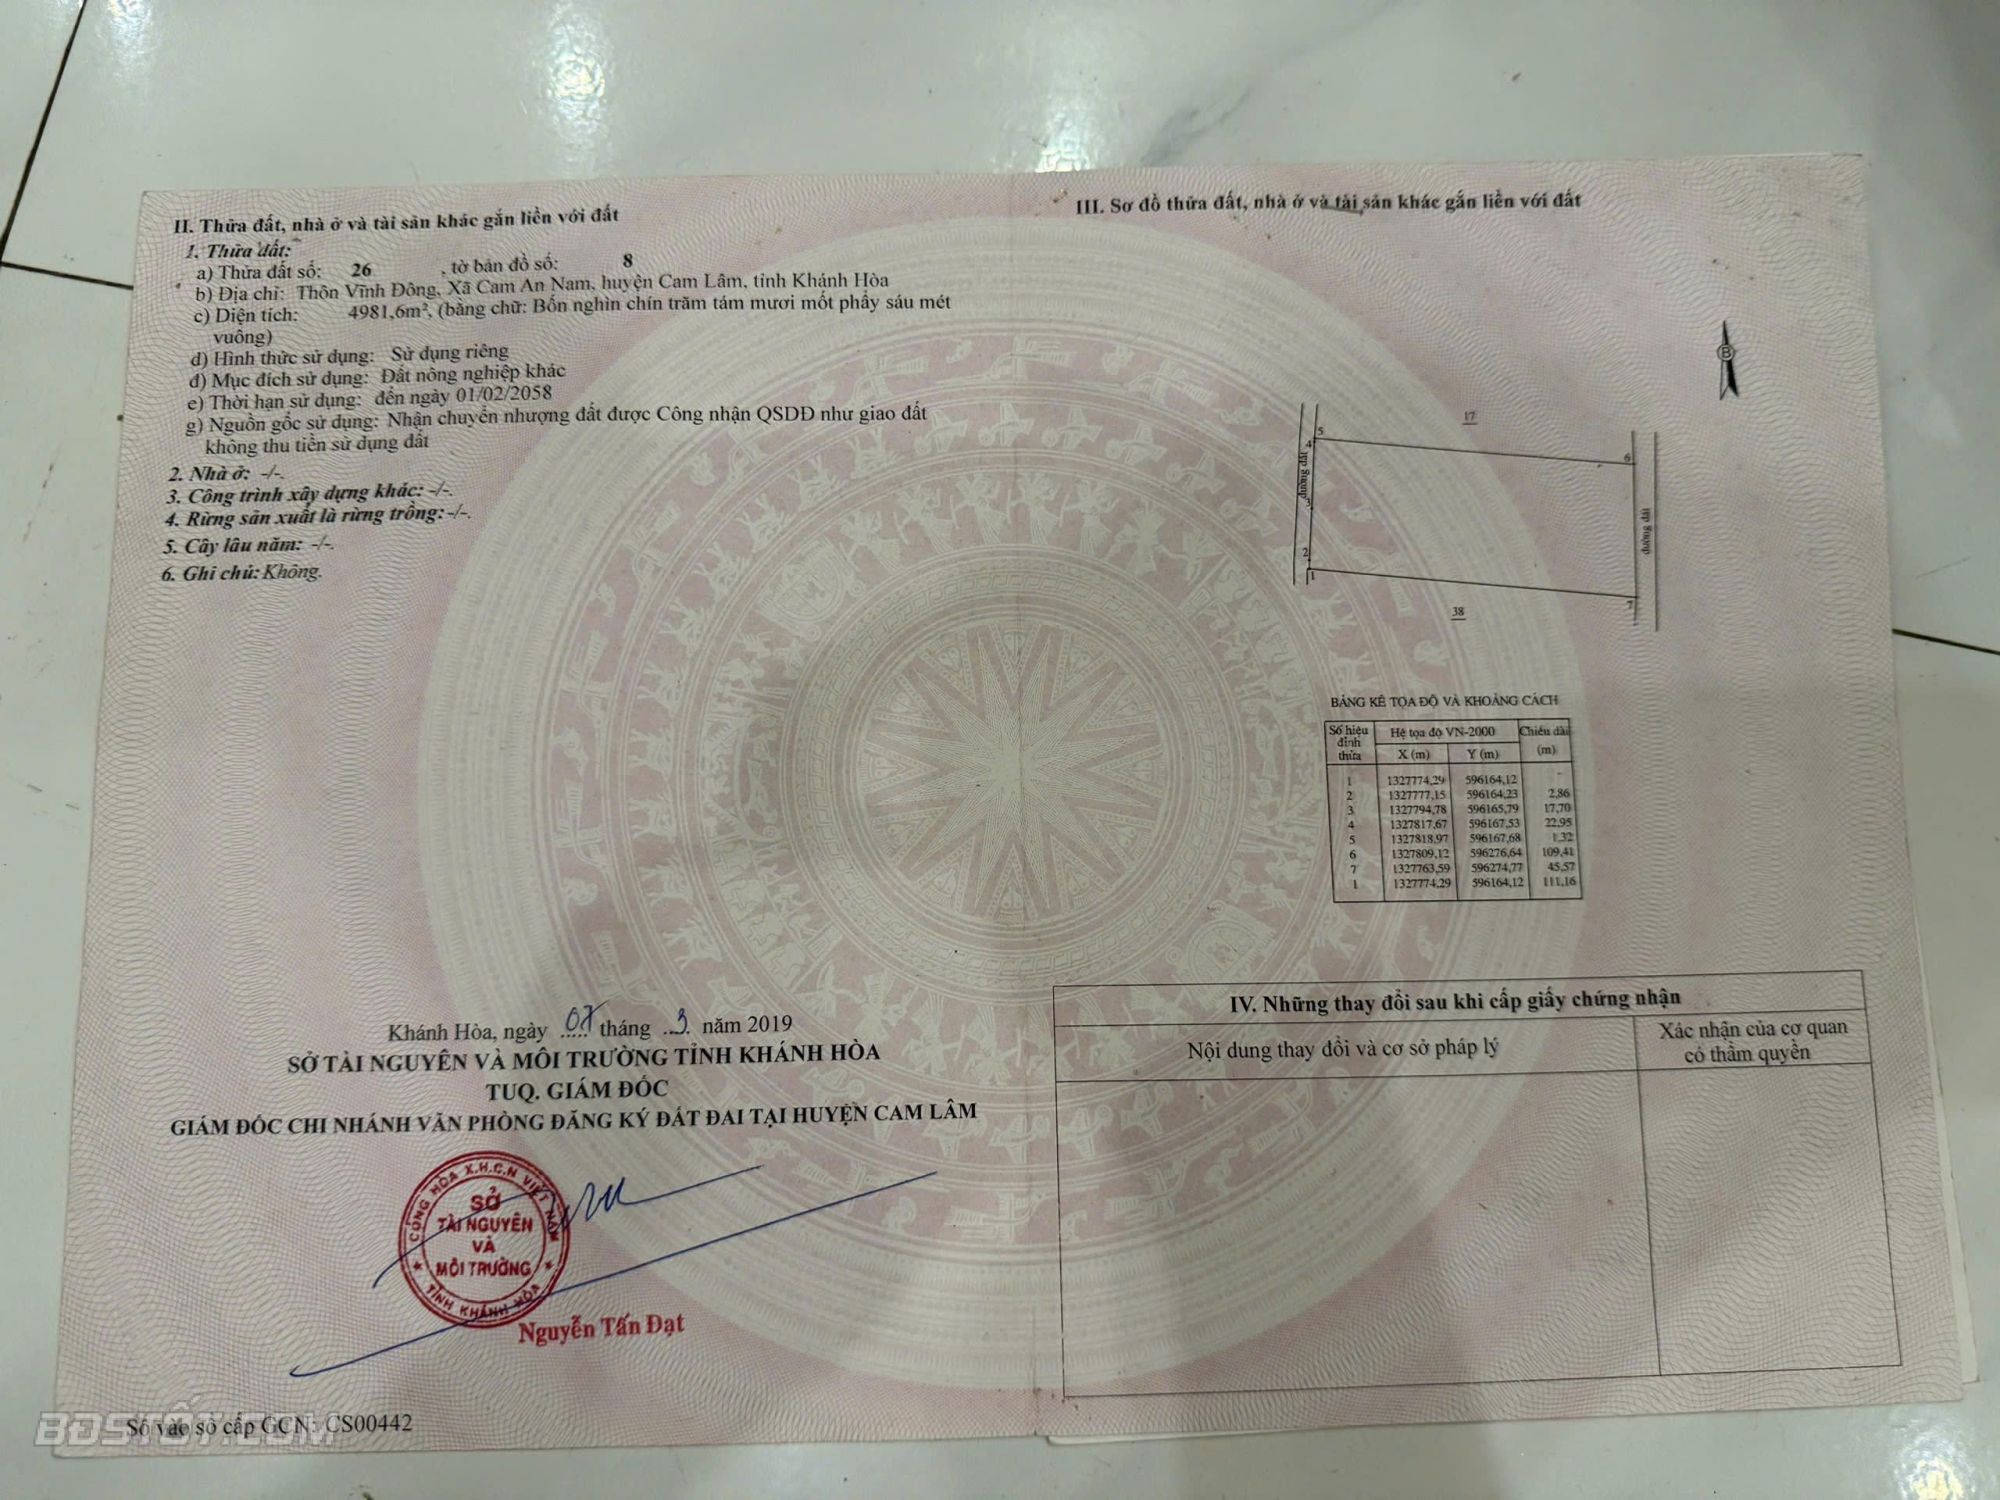 II. Thửa đất, nhà ở và tài sản khác gắn liền với đất
1. Thửa đất:
a) Thửa đất số: 26 , tờ bản đồ số: 8
b) Địa chỉ: Thôn Vĩnh Đông, Xã Cam An Nam, huyện Cam Lâm, tỉnh Khánh Hòa
c) Diện tích: 4981,6m², (bằng chữ: Bốn nghìn chín trăm tám mươi mốt phẩy sáu mét
vuông)
d) Hình thức sử dụng: Sử dụng riêng
đ) Mục đích sử dụng: Đất nông nghiệp khác
e) Thời hạn sử dụng: đến ngày 01/02/2058
g) Nguồn gốc sử dụng: Nhận chuyển nhượng đất được Công nhận QSDĐ như giao đất
không thu tiền sử dụng đất
2. Nhà ở: -/-.
3. Công trình xây dựng khác: -/-.
4. Rừng sản xuất là rừng trồng: -/-.
5. Cây lâu năm: -/-.
6. Ghi chú: Không.
Khánh Hòa, ngày 07 tháng 3 năm 2019
SỞ TÀI NGUYÊN VÀ MÔI TRƯỜNG TỈNH KHÁNH HÒA
TUQ. GIÁM ĐỐC
GIÁM ĐỐC CHI NHÁNH VĂN PHÒNG ĐĂNG KÝ ĐẤT ĐAI TẠI HUYỆN CAM LÂM
CỘNG HÒA X.H.C.N VIỆT NAM
SỞ
TÀI NGUYÊN
VÀ
MÔI TRƯỜNG
TỈNH KHÁNH HÒA
Nguyễn Tấn Đạt
Số vào sổ cấp GCN: CS00442
BĐSTỐT.COM
III. Sơ đồ thửa đất, nhà ở và tài sản khác gắn liền với đất
B
17
5
4
6
đường đất
3
đường đất
2
1
7
38
BẢNG KÊ TỌA ĐỘ VÀ KHOẢNG CÁCH
Số hiệu đỉnh thửa Hệ tọa độ VN-2000 Chiều dài (m)
X (m) Y (m)
1 1327774,29 596164,12
2 1327777,15 596164,23 2,86
3 1327794,78 596165,79 17,70
4 1327817,67 596167,53 22,95
5 1327818,97 596167,68 1,32
6 1327809,12 596276,64 109,41
7 1327763,59 596274,77 45,57
1 1327774,29 596164,12 111,16
IV. Những thay đổi sau khi cấp giấy chứng nhận
Nội dung thay đổi và cơ sở pháp lý
Xác nhận của cơ quan
có thẩm quyền